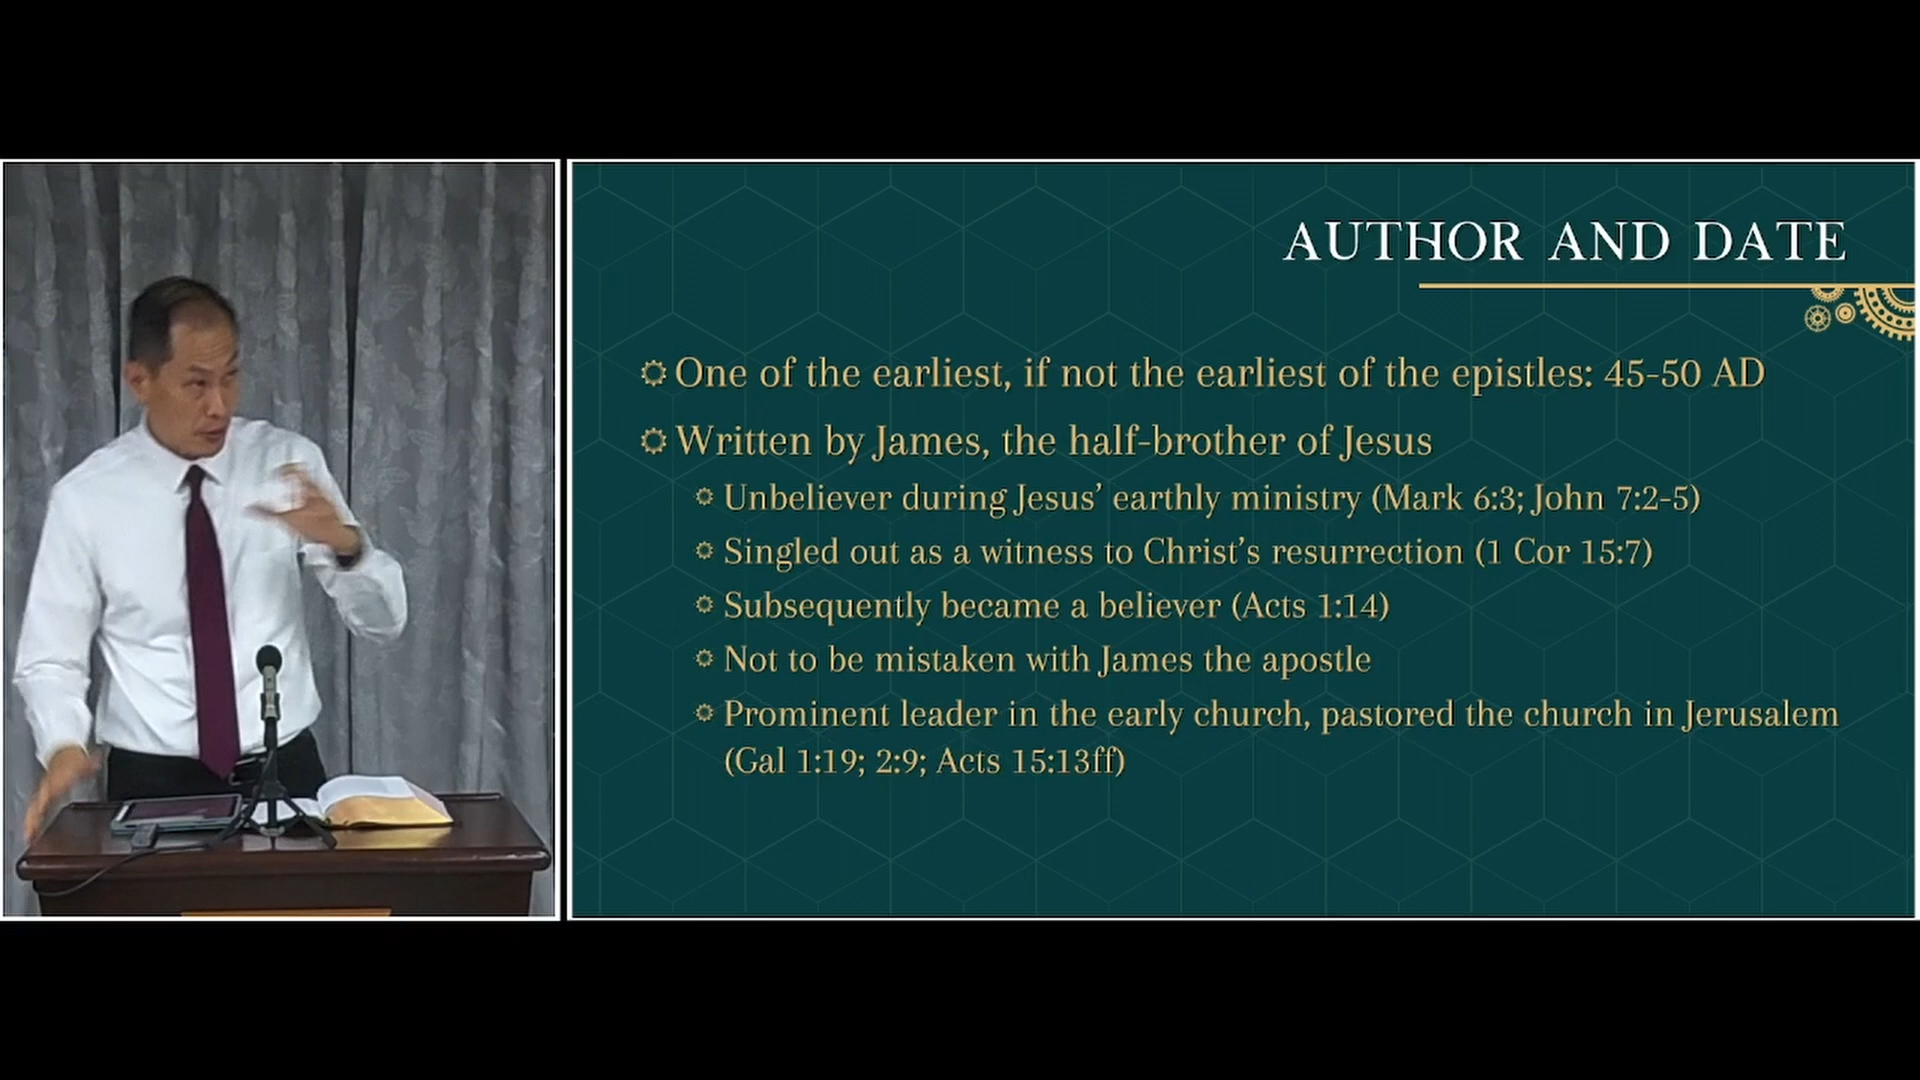 AUTHOR AND DATE
One of the earliest, if not the earliest of the epistles: 45-50 AD
Written by James, the half-brother of Jesus
Unbeliever during Jesus’ earthly ministry (Mark 6:3; John 7:2-5)
Singled out as a witness to Christ’s resurrection (1 Cor 15:7)
Subsequently became a believer (Acts 1:14)
Not to be mistaken with James the apostle
Prominent leader in the early church, pastored the church in Jerusalem
(Gal 1:19; 2:9; Acts 15:13ff)